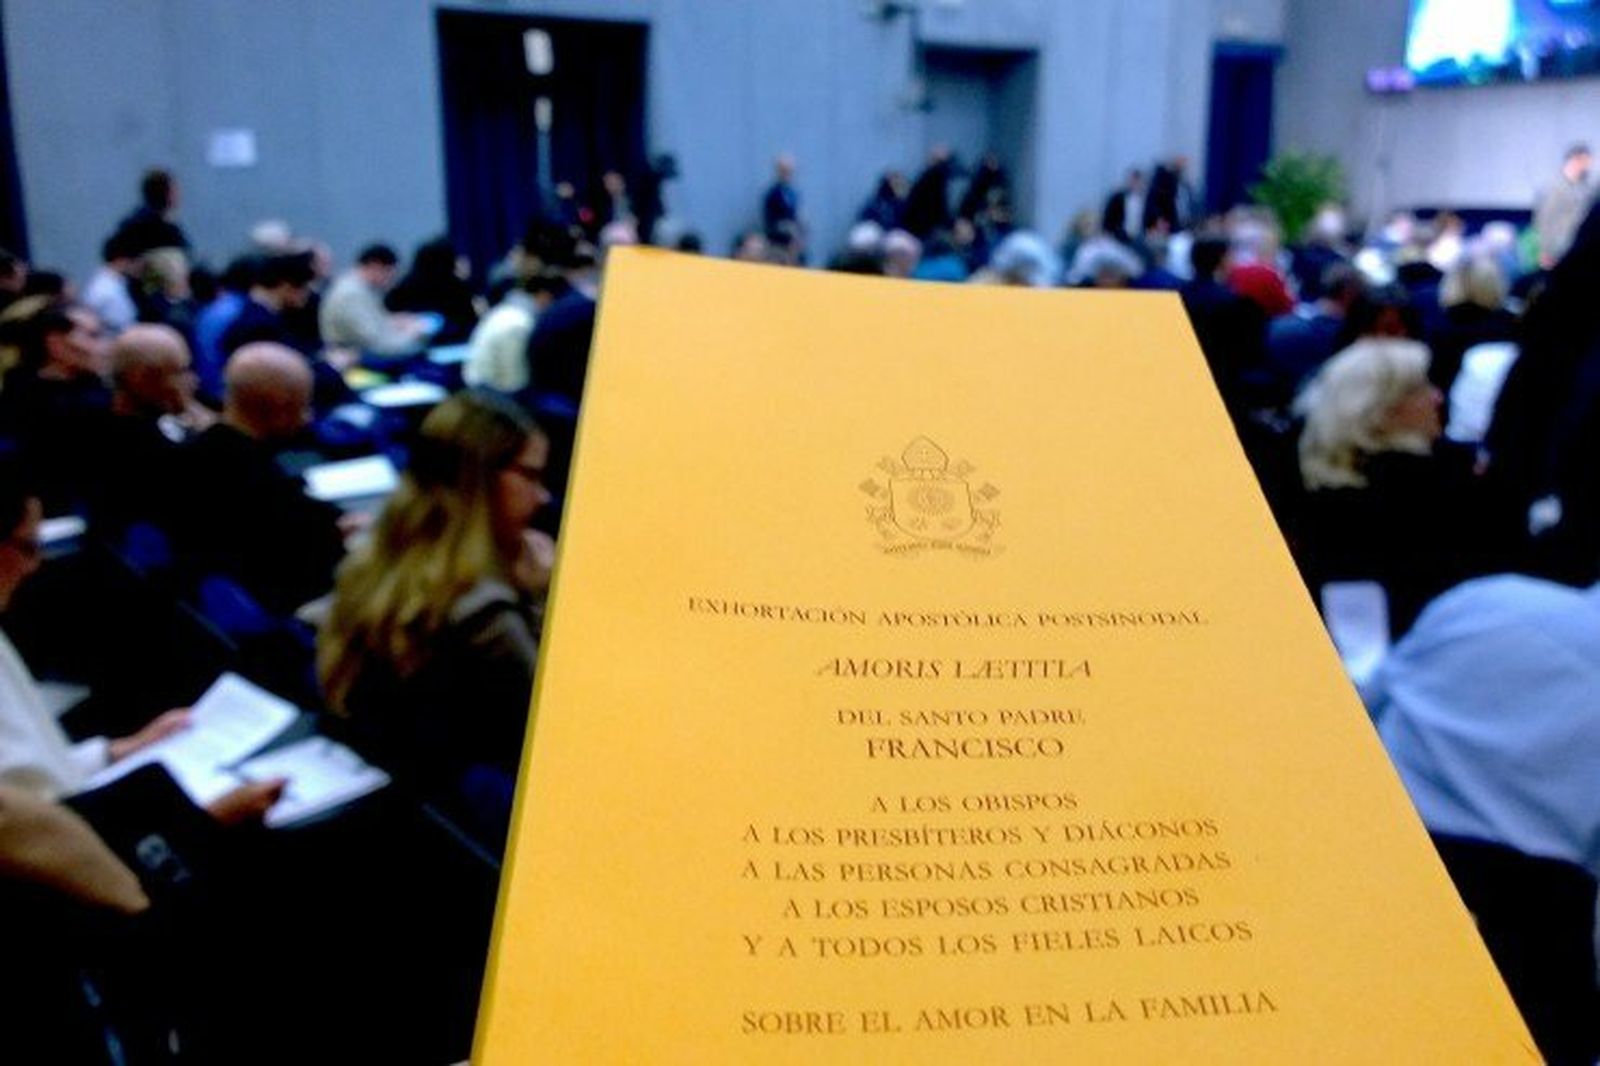 EXHORTACIÓN APOSTÓLICA POSTSINODAL
AMORIS LÆTITIA
DEL SANTO PADRE
FRANCISCO
A LOS OBISPOS
A LOS PRESBÍTEROS Y DIÁCONOS
A LAS PERSONAS CONSAGRADAS
A LOS ESPOSOS CRISTIANOS
Y A TODOS LOS FIELES LAICOS
SOBRE EL AMOR EN LA FAMILIA